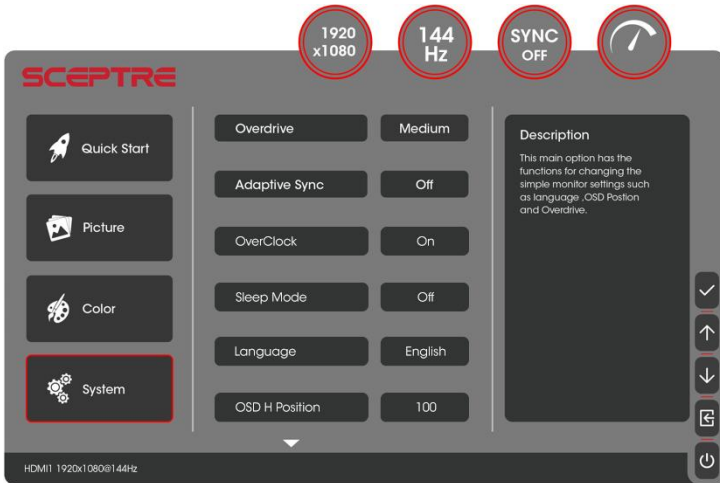 1920
x1080
144
Hz
SYNC
OFF
SCEPTRE
Quick Start
Picture
Color
System
Overdrive Medium
Adaptive Sync Off
OverClock On
Sleep Mode Off
Language English
OSD H Position 100
Description
This main option has the
functions for changing the
simple monitor settings such
as language ,OSD Postion
and Overdrive.
HDMI1 1920x1080@144Hz